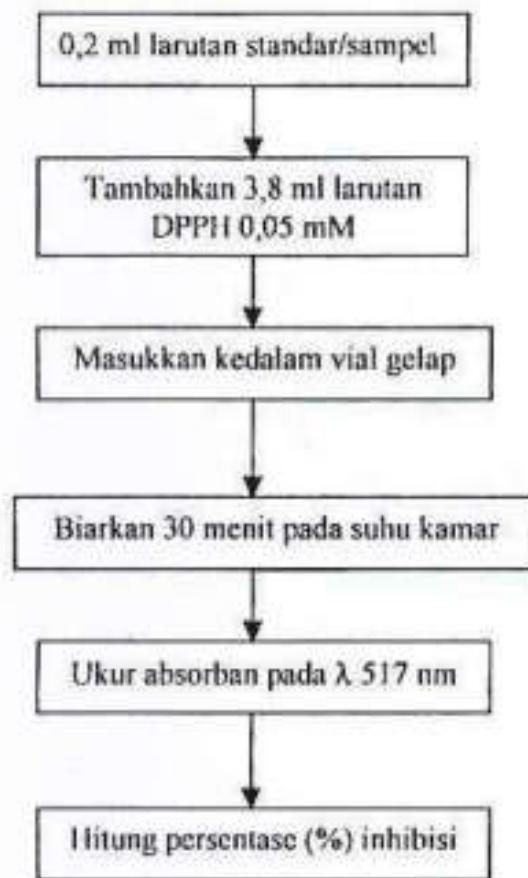 0,2 ml larutan standar/sampel
Tambahkan 3,8 ml larutan
DPPH 0,05 mM
Masukkan kedalam vial gelap
Biarkan 30 menit pada suhu kamar
Ukur absorban pada λ 517 nm
Hitung persentase (%) inhibisi